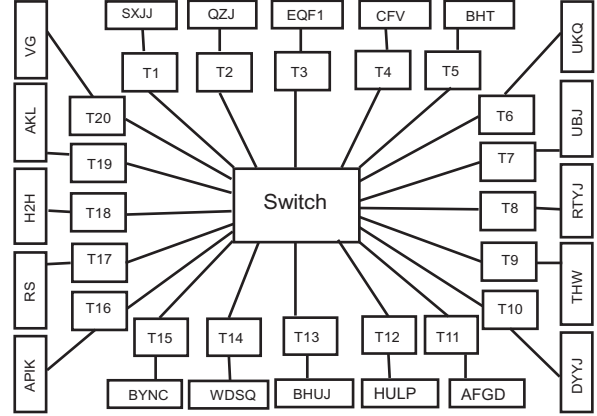 SXJJ
QZJ
EQF1
CFV
BHT
VG
UKQ
T1
T2
T3
T4
T5
T20
T6
AKL
UBJ
T19
T7
H2H
Switch
RTYJ
T18
T8
RS
T17
T9
THW
T16
T10
T15
T14
T13
T12
T11
APIK
DYYJ
BYNC
WDSQ
BHUJ
HULP
AFGD